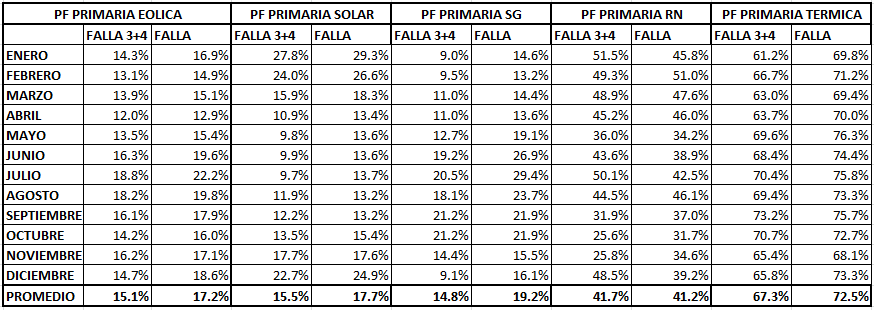 PF PRIMARIA EOLICA PF PRIMARIA SOLAR PF PRIMARIA SG PF PRIMARIA RN PF PRIMARIA TERMICA
FALLA 3+4 FALLA FALLA 3+4 FALLA FALLA 3+4 FALLA FALLA 3+4 FALLA FALLA 3+4 FALLA
ENERO 14.3% 16.9% 27.8% 29.3% 9.0% 14.6% 51.5% 45.8% 61.2% 69.8%
FEBRERO 13.1% 14.9% 24.0% 26.6% 9.5% 13.2% 49.3% 51.0% 66.7% 71.2%
MARZO 13.9% 15.1% 15.9% 18.3% 11.0% 14.4% 48.9% 47.6% 63.0% 69.4%
ABRIL 12.0% 12.9% 10.9% 13.4% 11.0% 13.6% 45.2% 46.0% 63.7% 70.0%
MAYO 13.5% 15.4% 9.8% 13.6% 12.7% 19.1% 36.0% 34.2% 69.6% 76.3%
JUNIO 16.3% 19.6% 9.9% 13.6% 19.2% 26.9% 43.6% 38.9% 68.4% 74.4%
JULIO 18.8% 22.2% 9.7% 13.7% 20.5% 29.4% 50.1% 42.5% 70.4% 75.8%
AGOSTO 18.2% 19.8% 11.9% 13.2% 18.1% 23.7% 44.5% 46.1% 69.4% 73.3%
SEPTIEMBRE 16.1% 17.9% 12.2% 13.2% 21.2% 21.9% 31.9% 37.0% 73.2% 75.7%
OCTUBRE 14.2% 16.0% 13.5% 15.4% 21.2% 21.9% 25.6% 31.7% 70.7% 72.7%
NOVIEMBRE 16.2% 17.1% 17.7% 17.6% 14.4% 15.5% 25.8% 34.6% 65.4% 68.1%
DICIEMBRE 14.7% 18.6% 22.7% 24.9% 9.1% 16.1% 48.5% 39.2% 65.8% 73.3%
PROMEDIO 15.1% 17.2% 15.5% 17.7% 14.8% 19.2% 41.7% 41.2% 67.3% 72.5%